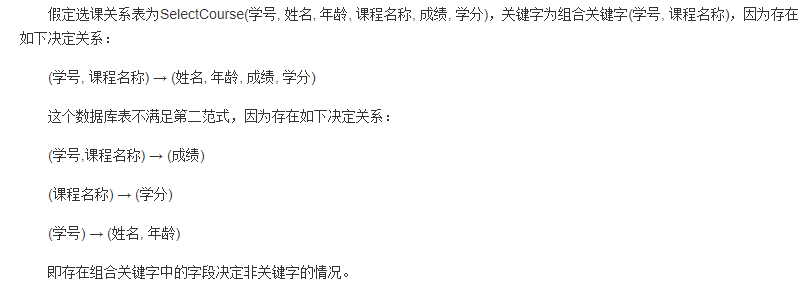 假定选课关系表为SelectCourse(学号, 姓名, 年龄, 课程名称, 成绩, 学分)，关键字为组合关键字(学号, 课程名称)，因为存在
如下决定关系：
(学号, 课程名称) → (姓名, 年龄, 成绩, 学分)
这个数据库表不满足第二范式，因为存在如下决定关系：
(学号,课程名称) → (成绩)
(课程名称) → (学分)
(学号) → (姓名, 年龄)
即存在组合关键字中的字段决定非关键字的情况。